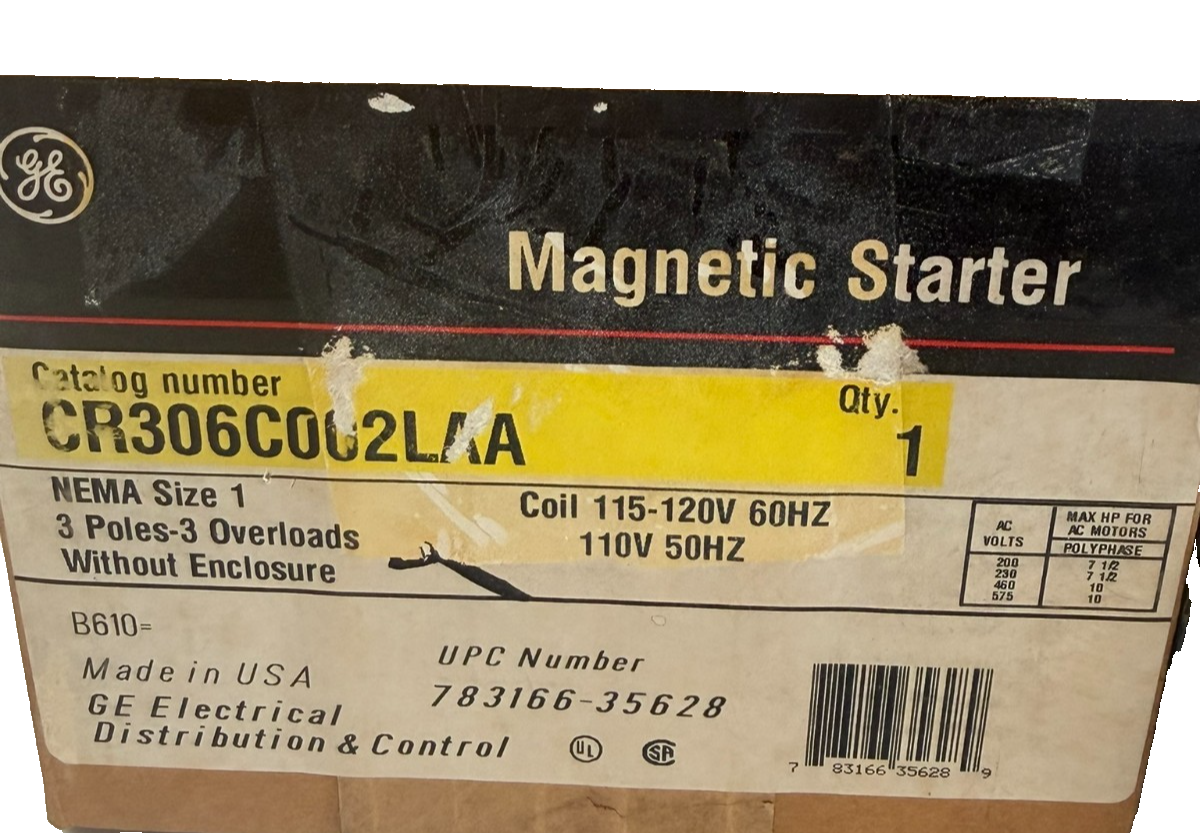 GE
Magnetic Starter
Catalog number
Qty.
CR306C002LAA
1
NEMA Size 1
3 Poles-3 Overloads
Without Enclosure
Coil 115-120V 60HZ
110V 50HZ
AC VOLTS
MAX HP FOR
AC MOTORS
POLYPHASE
200 7 1/2
230 7 1/2
460 10
575 10
B610=
Made in USA
GE Electrical
Distribution & Control
UPC Number
783166-35628
UL
SA
7 83166 35628 9